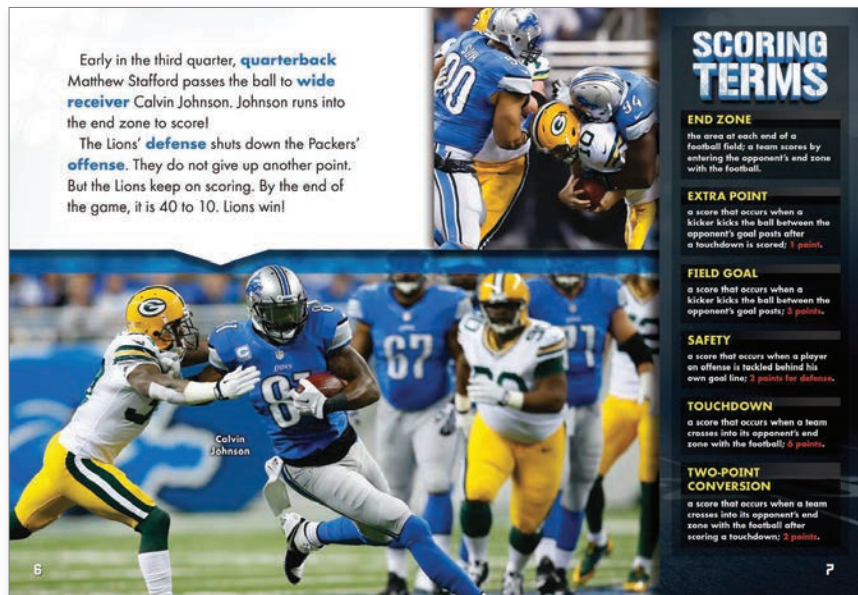 Early in the third quarter, quarterback
Matthew Stafford passes the ball to wide
receiver Calvin Johnson. Johnson runs into
the end zone to score!
The Lions' defense shuts down the Packers'
offense. They do not give up another point.
But the Lions keep on scoring. By the end of
the game, it is 40 to 10. Lions win!
SUH
90
94
10
G
81
81
LIONS
67
71
G
Calvin
Johnson
6
SCORING
TERMS
END ZONE
the area at each end of a
football field; a team scores by
entering the opponent's end zone
with the football.
EXTRA POINT
a score that occurs when a
kicker kicks the ball between the
opponent's goal posts after
a touchdown is scored; 1 point.
FIELD GOAL
a score that occurs when a
kicker kicks the ball between the
opponent's goal posts; 3 points.
SAFETY
a score that occurs when a player
on offense is tackled behind his
own goal line; 2 points for defense.
TOUCHDOWN
a score that occurs when a team
crosses into its opponent's end
zone with the football; 6 points.
TWO-POINT
CONVERSION
a score that occurs when a team
crosses into its opponent's end
zone with the football after
scoring a touchdown; 2 points.
7